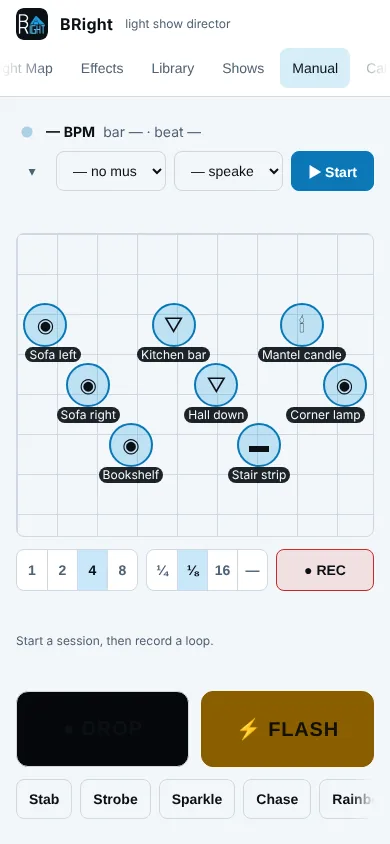 BRight light show director
ght Map Effects Library Shows Manual Ca
— BPM bar — · beat —
▼ — no mus — speake ▶ Start
Mantel candle
Sofa left Kitchen bar
Sofa right Hall down Corner lamp
Bookshelf Stair strip
1 2 4 8 ¼ ⅛ 16 — ● REC
Start a session, then record a loop.
● DROP ⚡ FLASH
Stab Strobe Sparkle Chase Rainb